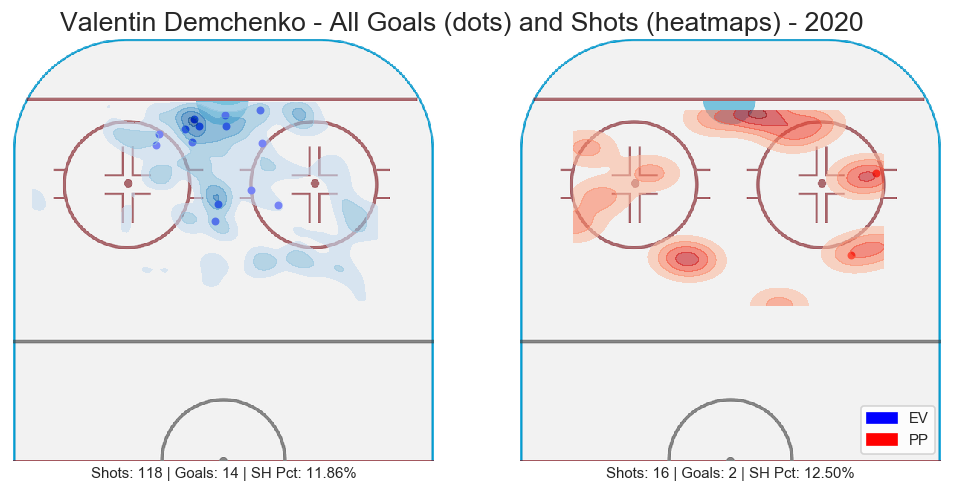 Valentin Demchenko - All Goals (dots) and Shots (heatmaps) - 2020
EV
PP
Shots: 118 | Goals: 14 | SH Pct: 11.86%
Shots: 16 | Goals: 2 | SH Pct: 12.50%